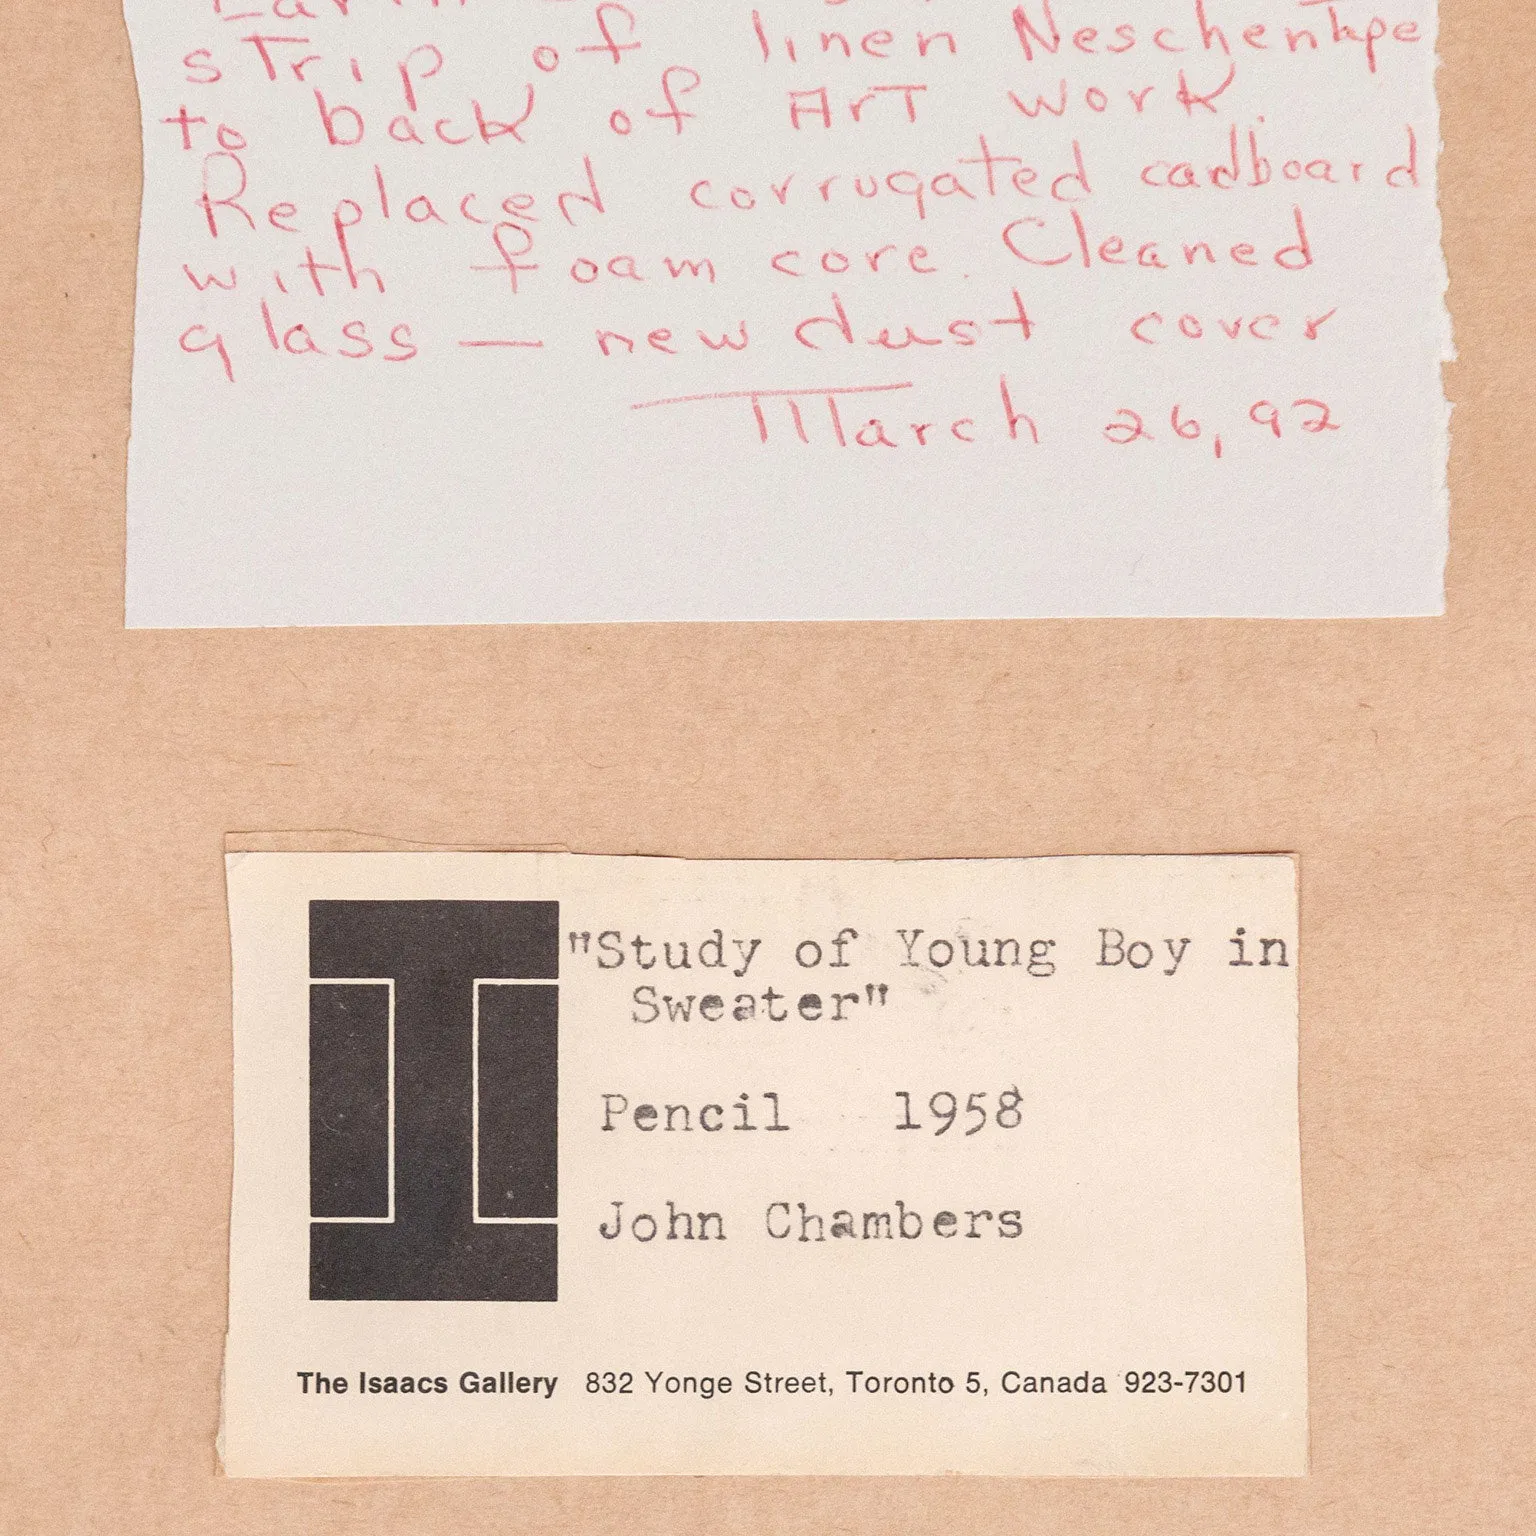 strip of linen Neschentape
to back of Art work.
Replaced corrugated cardboard
with foam core. Cleaned
glass — new dust cover
March 26, 92
"Study of Young Boy in
Sweater"
Pencil 1958
John Chambers
The Isaacs Gallery 832 Yonge Street, Toronto 5, Canada 923-7301